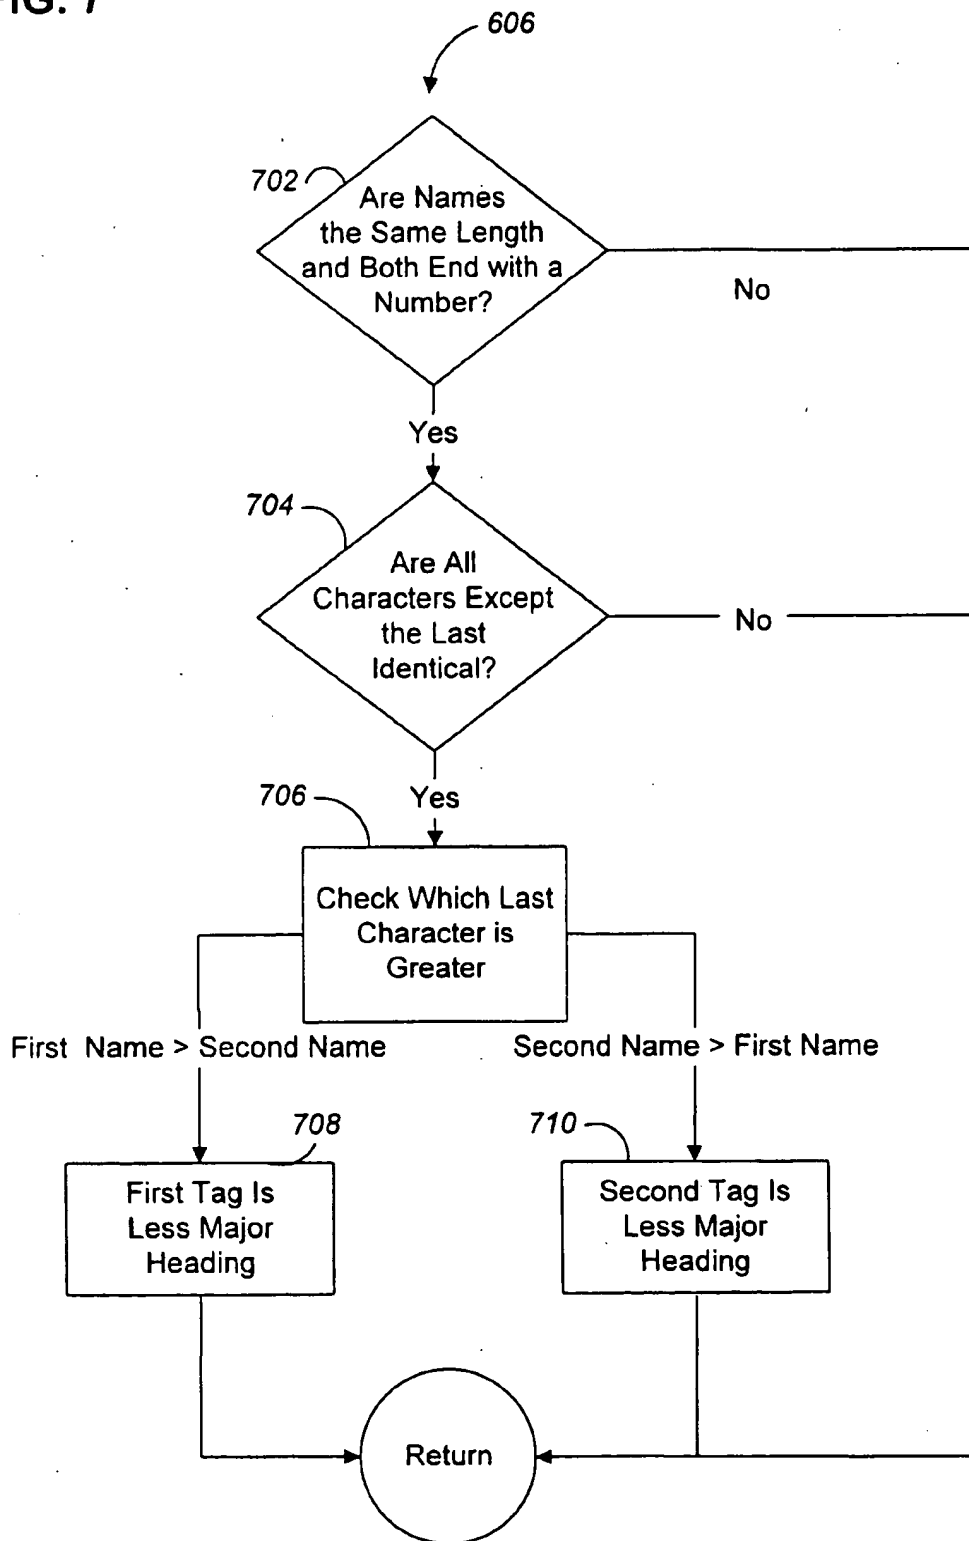 FIG. 7
606
702
Are Names
the Same Length
and Both End with a
Number?
No
Yes
704
Are All
Characters Except
the Last
Identical?
No
Yes
706
Check Which Last
Character is
Greater
First Name > Second Name
Second Name > First Name
708
710
First Tag Is
Less Major
Heading
Second Tag Is
Less Major
Heading
Return